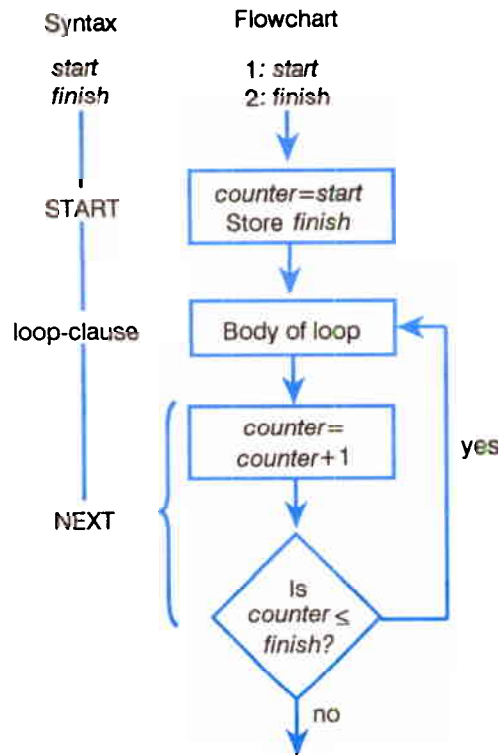 Syntax
start
finish
START
loop-clause
NEXT
Flowchart
1: start
2: finish
counter=start
Store finish
Body of loop
counter=
counter+1
yes
Is
counter ≤
finish?
no